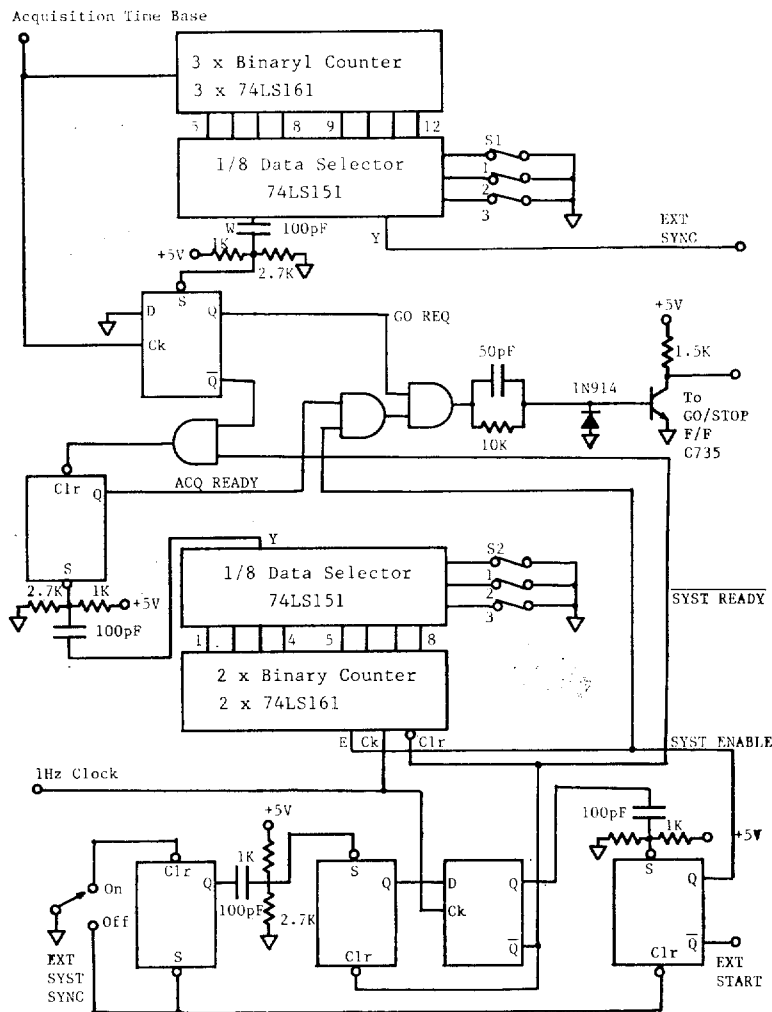 Acquisition Time Base
3 x Binaryl Counter
3 x 74LS161
5 8 9 12
1/8 Data Selector
74LS151
S1
1
2
3
W 100pF
Y
EXT
SYNC
1K
+5V
2.7K
S
D Q
GO REQ
Ck
Q
+5V
1.5K
50pF
1N914
10K
To
GO/STOP
F/F
C735
Clr Q
ACQ READY
S
Y
S2
1/8 Data Selector
74LS151
1
2
3
SYST READY
2.7K 1K
+5V
100pF
1 4 5 8
2 x Binary Counter
2 x 74LS161
E Ck Clr
SYST ENABLE
1Hz Clock
+5V
100pF
1K
+5V
1K
Clr
Q
100pF
2.7K
On
Off
S
EXT
SYST
SYNC
S
Q
Clr
D Q
Ck
Q
S
Q
Q
Clr
EXT
START